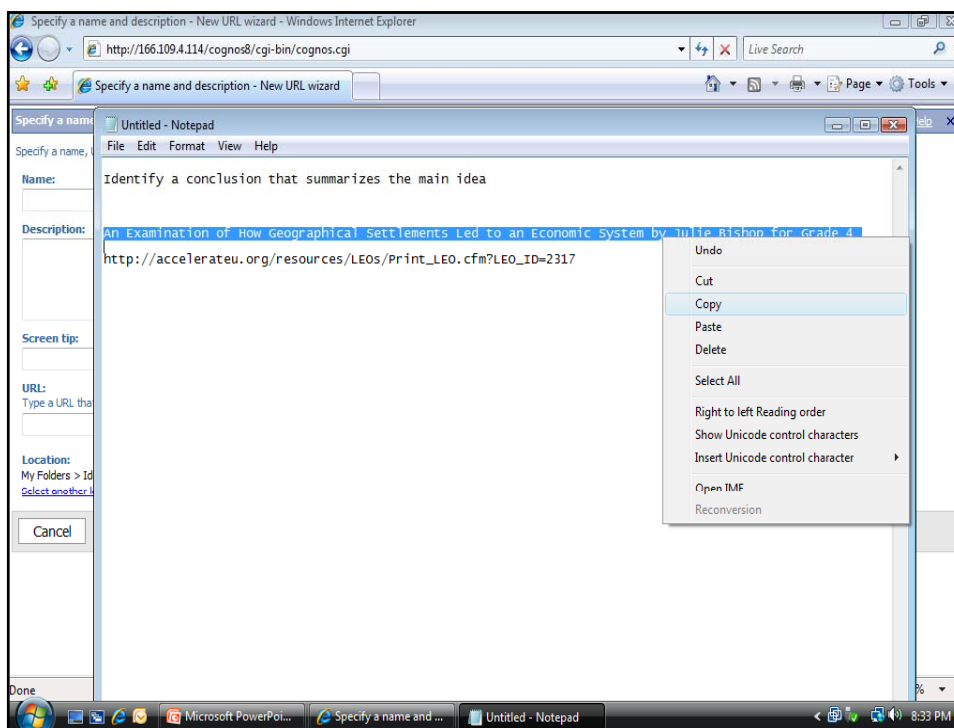 Specify a name and description - New URL wizard - Windows Internet Explorer
http://166.109.4.114/cognos8/cgi-bin/cognos.cgi
Live Search
Specify a name and description - New URL wizard
Page
Tools
Specify a name
Help
Specify a name,
Name:
Description:
Screen tip:
URL:
Type a URL tha
Location:
My Folders > Id
Select another l
Cancel
Untitled - Notepad
File Edit Format View Help
Identify a conclusion that summarizes the main idea
An Examination of How Geographical Settlements Led to an Economic System by Julie Bishop for Grade 4
http://accelerateu.org/resources/LEOs/Print_LEO.cfm?LEO_ID=2317
Undo
Cut
Copy
Paste
Delete
Select All
Right to left Reading order
Show Unicode control characters
Insert Unicode control character
Open IME
Reconversion
Done
%
Microsoft PowerPoi...
Specify a name and ...
Untitled - Notepad
8:33 PM